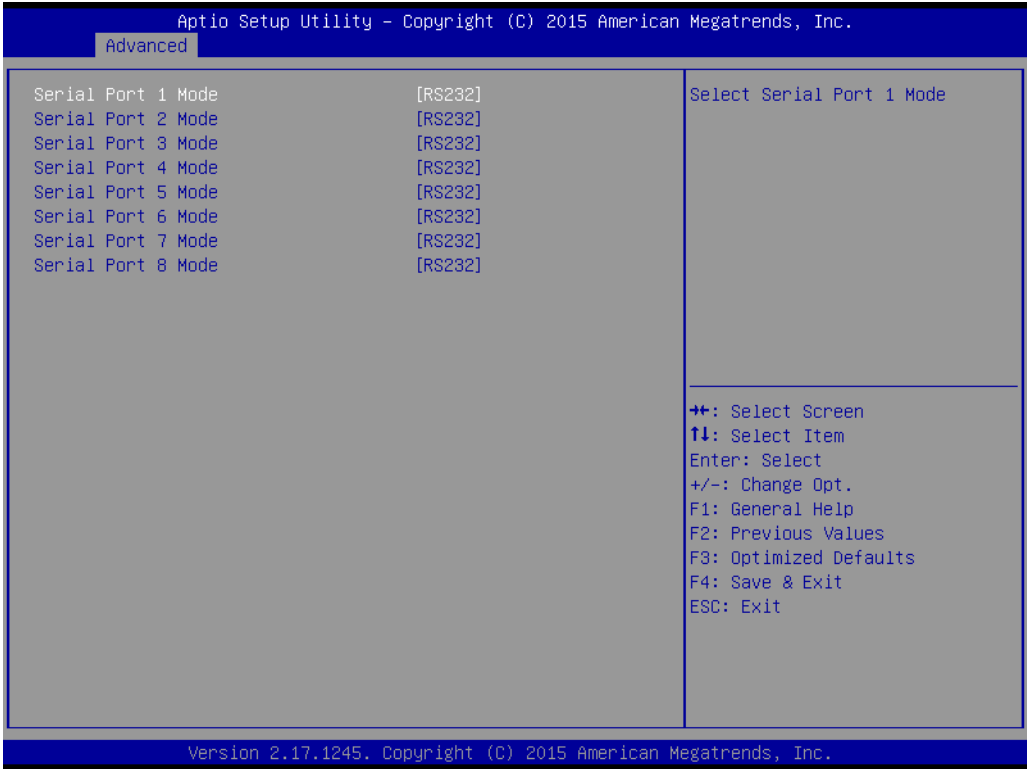 Aptio Setup Utility – Copyright (C) 2015 American Megatrends, Inc.
Advanced
Serial Port 1 Mode [RS232]
Serial Port 2 Mode [RS232]
Serial Port 3 Mode [RS232]
Serial Port 4 Mode [RS232]
Serial Port 5 Mode [RS232]
Serial Port 6 Mode [RS232]
Serial Port 7 Mode [RS232]
Serial Port 8 Mode [RS232]
Select Serial Port 1 Mode
→←: Select Screen
↑↓: Select Item
Enter: Select
+/-: Change Opt.
F1: General Help
F2: Previous Values
F3: Optimized Defaults
F4: Save & Exit
ESC: Exit
Version 2.17.1245. Copyright (C) 2015 American Megatrends, Inc.